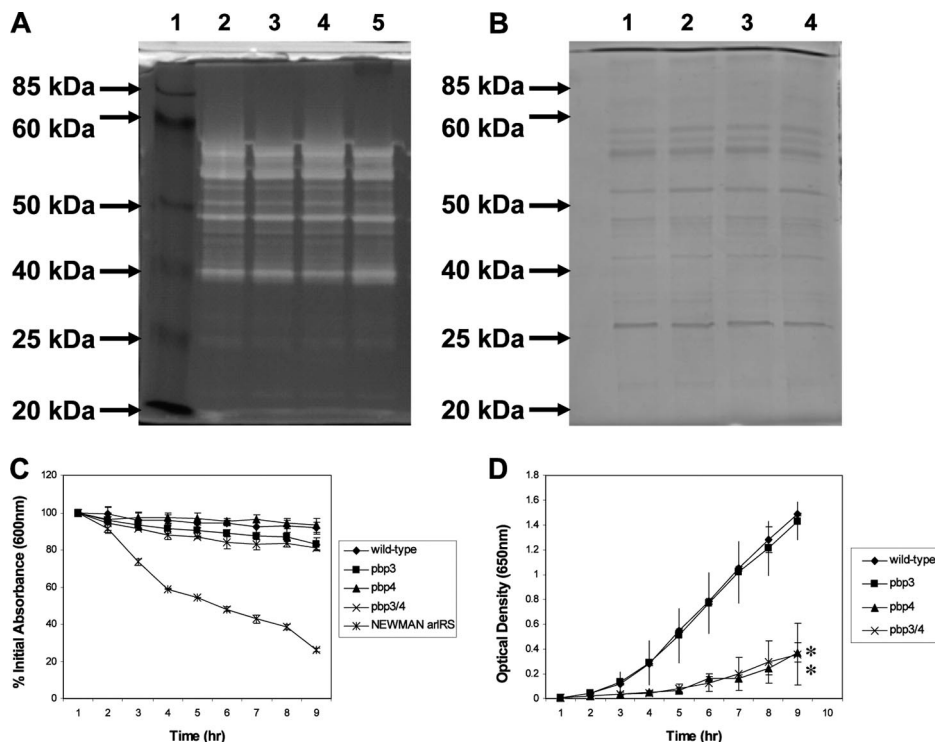 A 1 2 3 4 5
85 kDa
60 kDa
50 kDa
40 kDa
25 kDa
20 kDa
B 1 2 3 4
85 kDa
60 kDa
50 kDa
40 kDa
25 kDa
20 kDa
C
% Initial Absorbance (600nm)
120
100
80
60
40
20
0
1 2 3 4 5 6 7 8 9
Time (hr)
wild-type
pbp3
pbp4
pbp3/4
NEWMAN arlRS
D
Optical Density (650nm)
1.8
1.6
1.4
1.2
1
0.8
0.6
0.4
0.2
0
1 2 3 4 5 6 7 8 9 10
Time (hr)
*
*
wild-type
pbp3
pbp4
pbp3/4